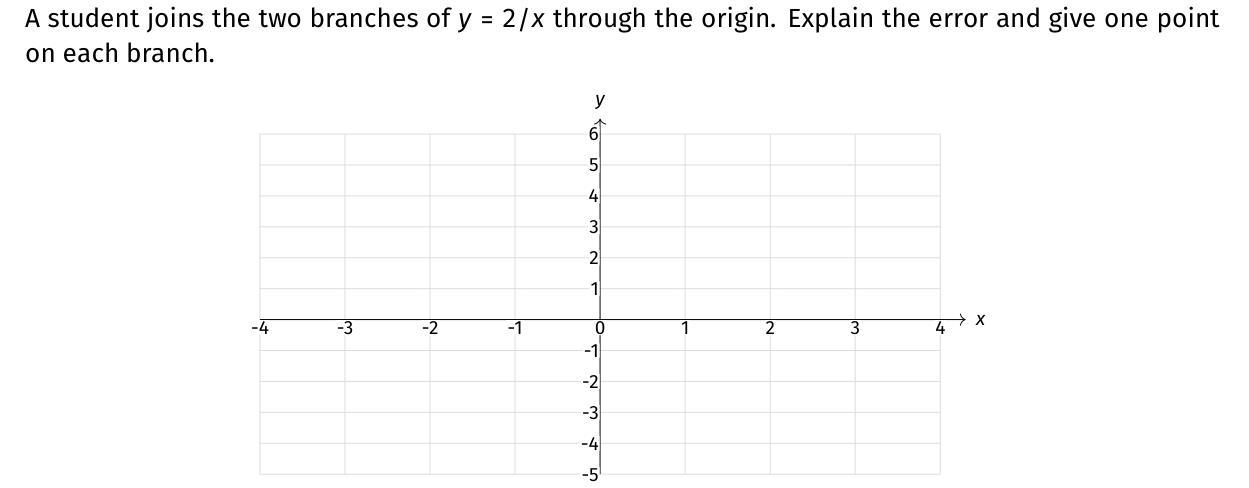 A student joins the two branches of y = 2/x through the origin. Explain the error and give one point
on each branch.
y
6
5
4
3
2
1
-4 -3 -2 -1 0 1 2 3 4 x
-1
-2
-3
-4
-5